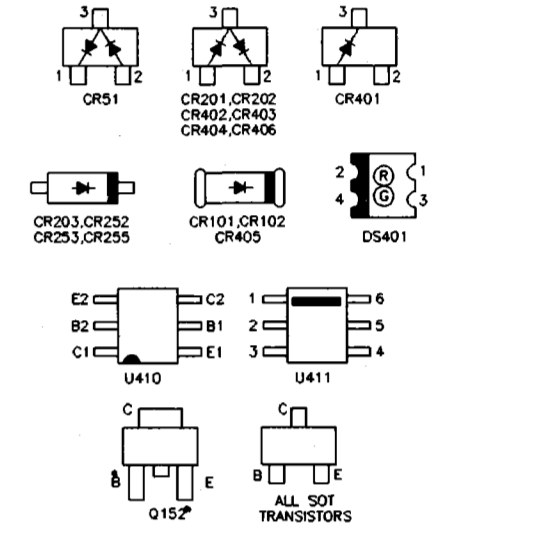 3 3 3
1 2 1 2 1 2
CR51 CR201,CR202 CR401
CR402,CR403
CR404,CR406
2 R 1
4 G 3
CR203,CR252 CR101,CR102 DS401
CR253,CR255 CR405
E2 C2 1 6
B2 B1 2 5
C1 E1 3 4
U410 U411
C C
B E B E
Q152 ALL SOT
TRANSISTORS